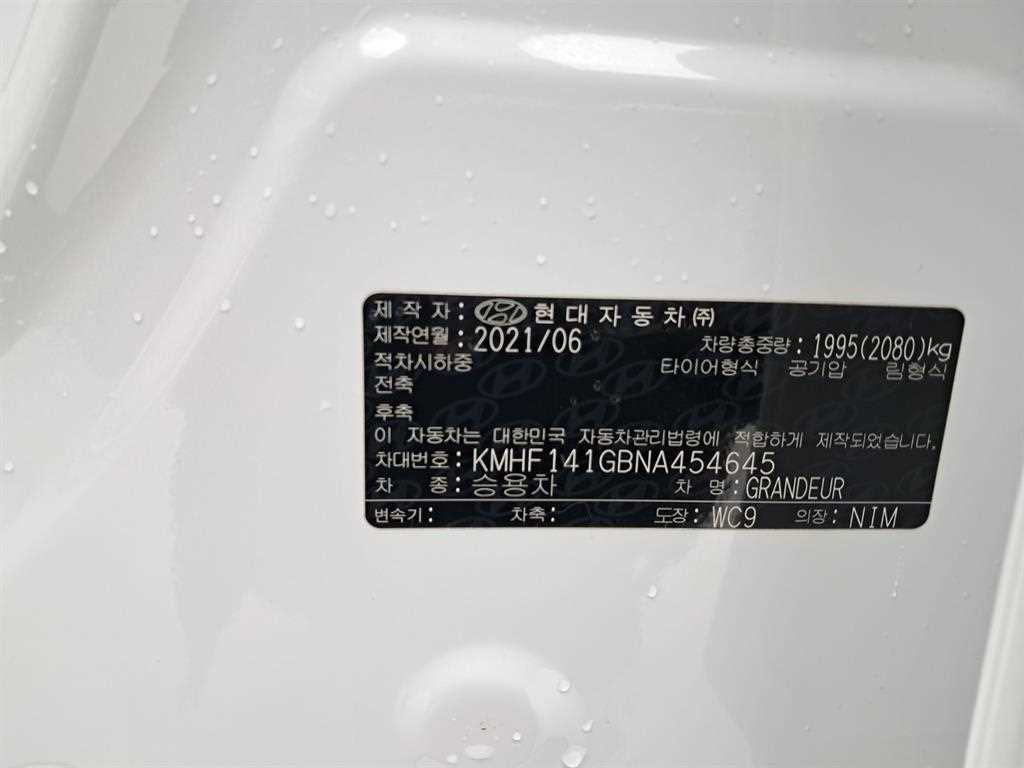 제 작 자 : 현 대 자 동 차 ㈜
제작연월 : 2021/06 차량총중량 : 1995(2080)kg
적차시하중 타이어형식 공기압 림형식
전축
후축
이 자동차는 대한민국 자동차관리법령에 적합하게 제작되었습니다.
차대번호 : KMHF141GBNA454645
차 종 : 승용차 차 명 : GRANDEUR
변속기 : 차축 : 도장 : WC9 의장 : NIM